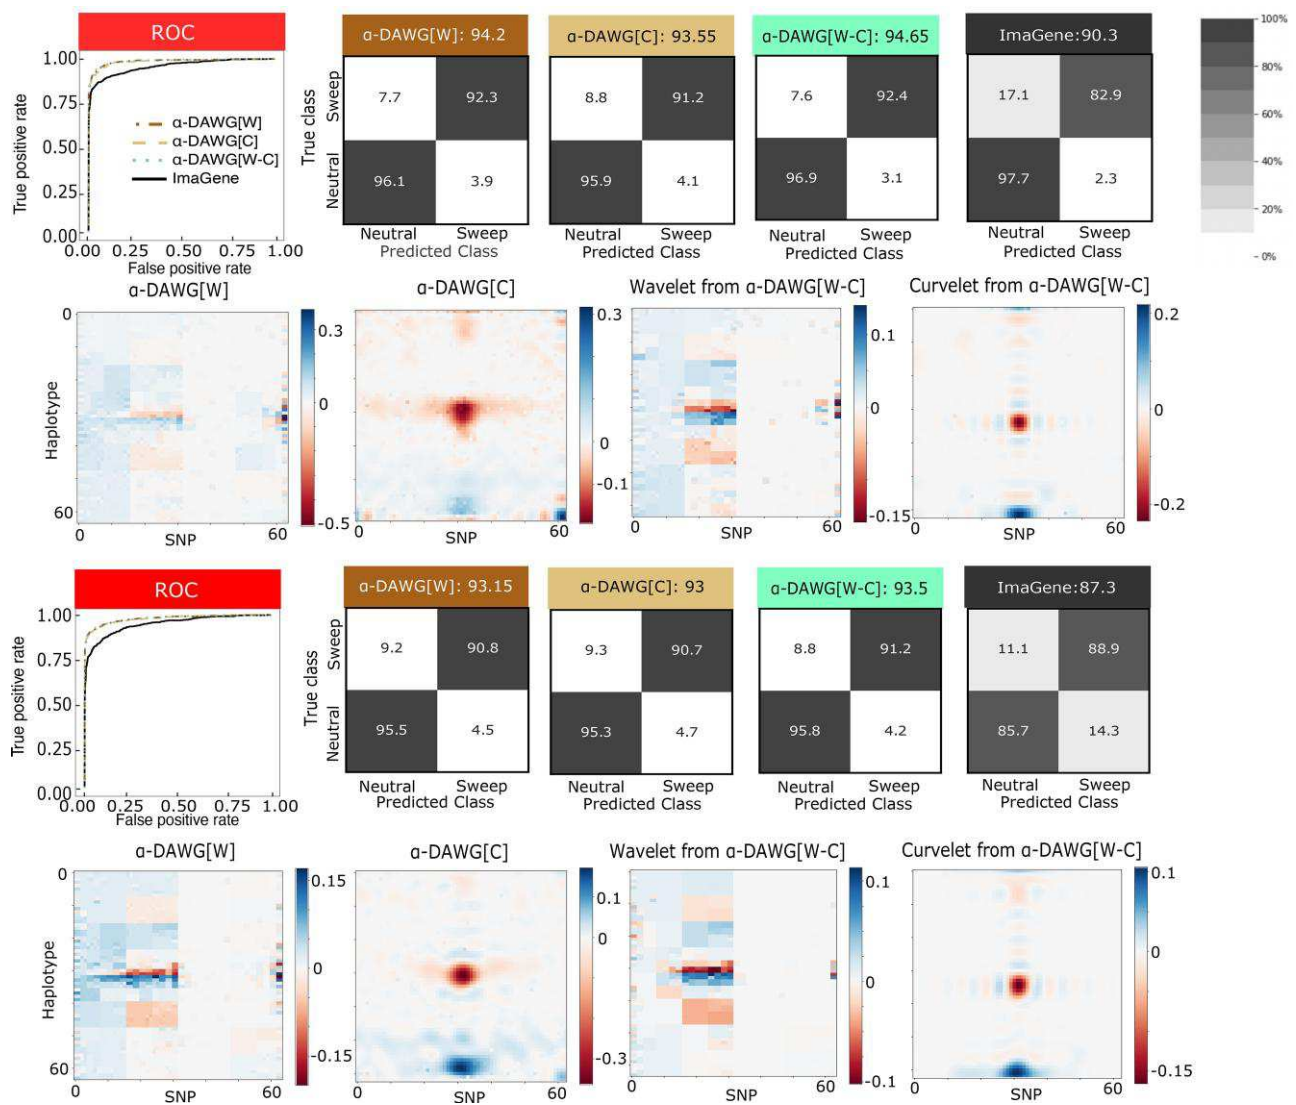 ROC
α-DAWG[W]: 94.2
α-DAWG[C]: 93.55
α-DAWG[W-C]: 94.65
ImaGene:90.3
100%
80%
60%
40%
20%
0%
True positive rate
1.00
0.75
0.50
0.25
0.00
0.00 0.25 0.50 0.75 1.00
False positive rate
α-DAWG[W]
α-DAWG[C]
α-DAWG[W-C]
ImaGene
True class
Sweep
Neutral
7.7 92.3
96.1 3.9
Neutral Sweep
Predicted Class
8.8 91.2
95.9 4.1
Neutral Sweep
Predicted Class
7.6 92.4
96.9 3.1
Neutral Sweep
Predicted Class
17.1 82.9
97.7 2.3
Neutral Sweep
Predicted Class
α-DAWG[W]
Haplotype
0
60
0 60
SNP
0.3
0
-0.5
α-DAWG[C]
0 60
SNP
0.3
0
-0.1
Wavelet from α-DAWG[W-C]
0 60
SNP
0.1
0
-0.15
Curvelet from α-DAWG[W-C]
0 60
SNP
0.2
0
-0.2
-0.15
ROC
α-DAWG[W]: 93.15
α-DAWG[C]: 93
α-DAWG[W-C]: 93.5
ImaGene:87.3
True positive rate
1.00
0.75
0.50
0.25
0.00
0.00 0.25 0.50 0.75 1.00
False positive rate
True class
Sweep
Neutral
9.2 90.8
95.5 4.5
Neutral Sweep
Predicted Class
9.3 90.7
95.3 4.7
Neutral Sweep
Predicted Class
8.8 91.2
95.8 4.2
Neutral Sweep
Predicted Class
11.1 88.9
85.7 14.3
Neutral Sweep
Predicted Class
α-DAWG[W]
Haplotype
0
60
0 60
SNP
0.1
0
-0.1
α-DAWG[C]
0.15
-0.15
0 60
SNP
0.1
0
-0.3
Wavelet from α-DAWG[W-C]
0 60
SNP
0.1
0
-0.1
Curvelet from α-DAWG[W-C]
0 60
SNP
0.1
0
-0.15